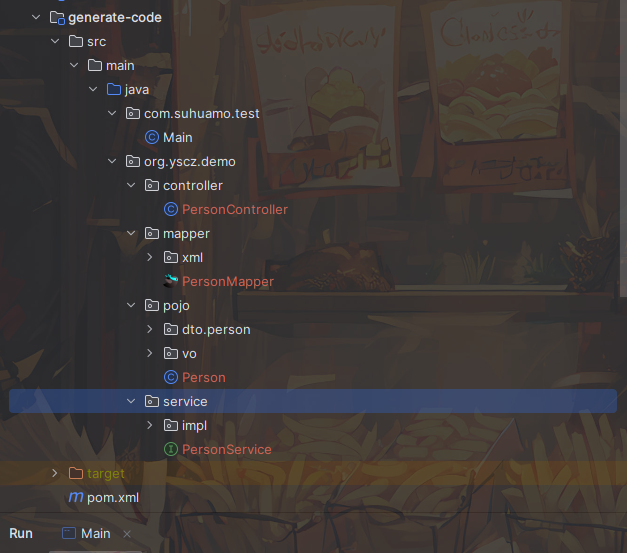 generate-code
src
main
java
com.suhuamo.test
Main
org.yscz.demo
controller
PersonController
mapper
xml
PersonMapper
pojo
dto.person
vo
Person
service
impl
PersonService
target
pom.xml
Run
Main